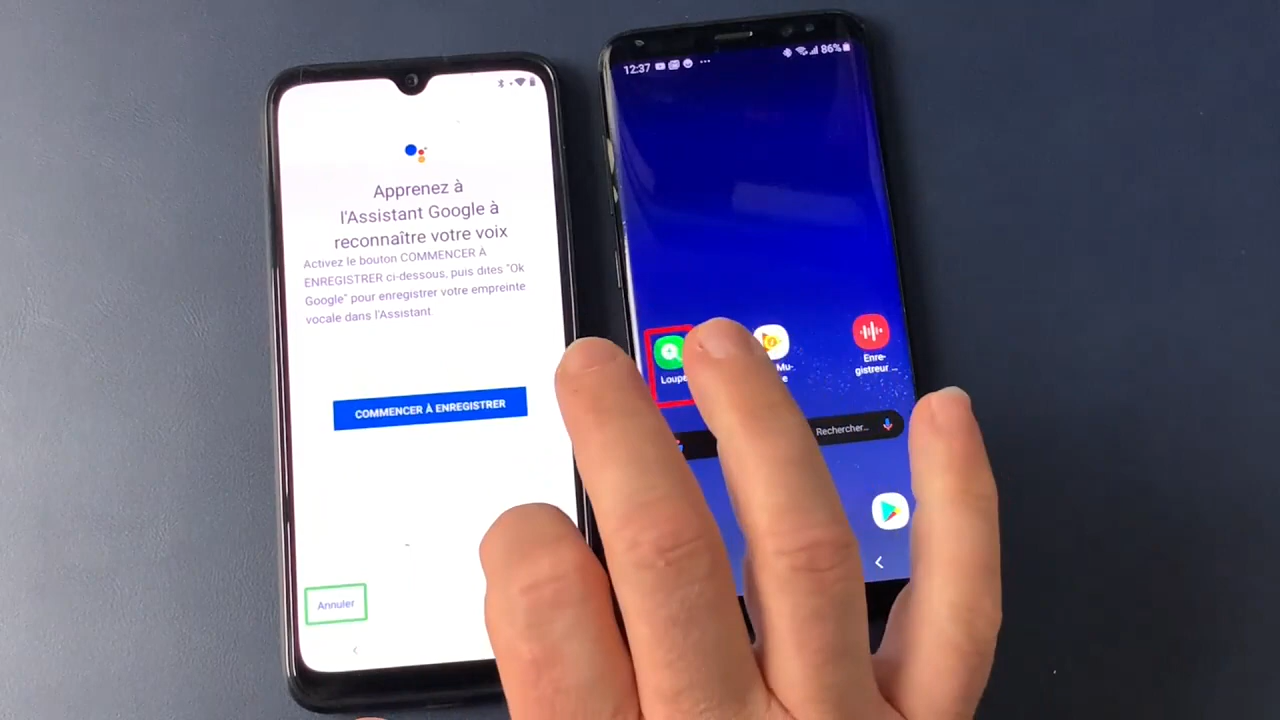 Apprenez à
l'Assistant Google à
reconnaître votre voix
Activez le bouton COMMENCER À
ENREGISTRER ci-dessous, puis dites "Ok
Google" pour enregistrer votre empreinte
vocale dans l'Assistant.
COMMENCER À ENREGISTRER
Annuler
12:37
86%
Loupe
Mu-
e
Enre-
gistreur ...
Rechercher...